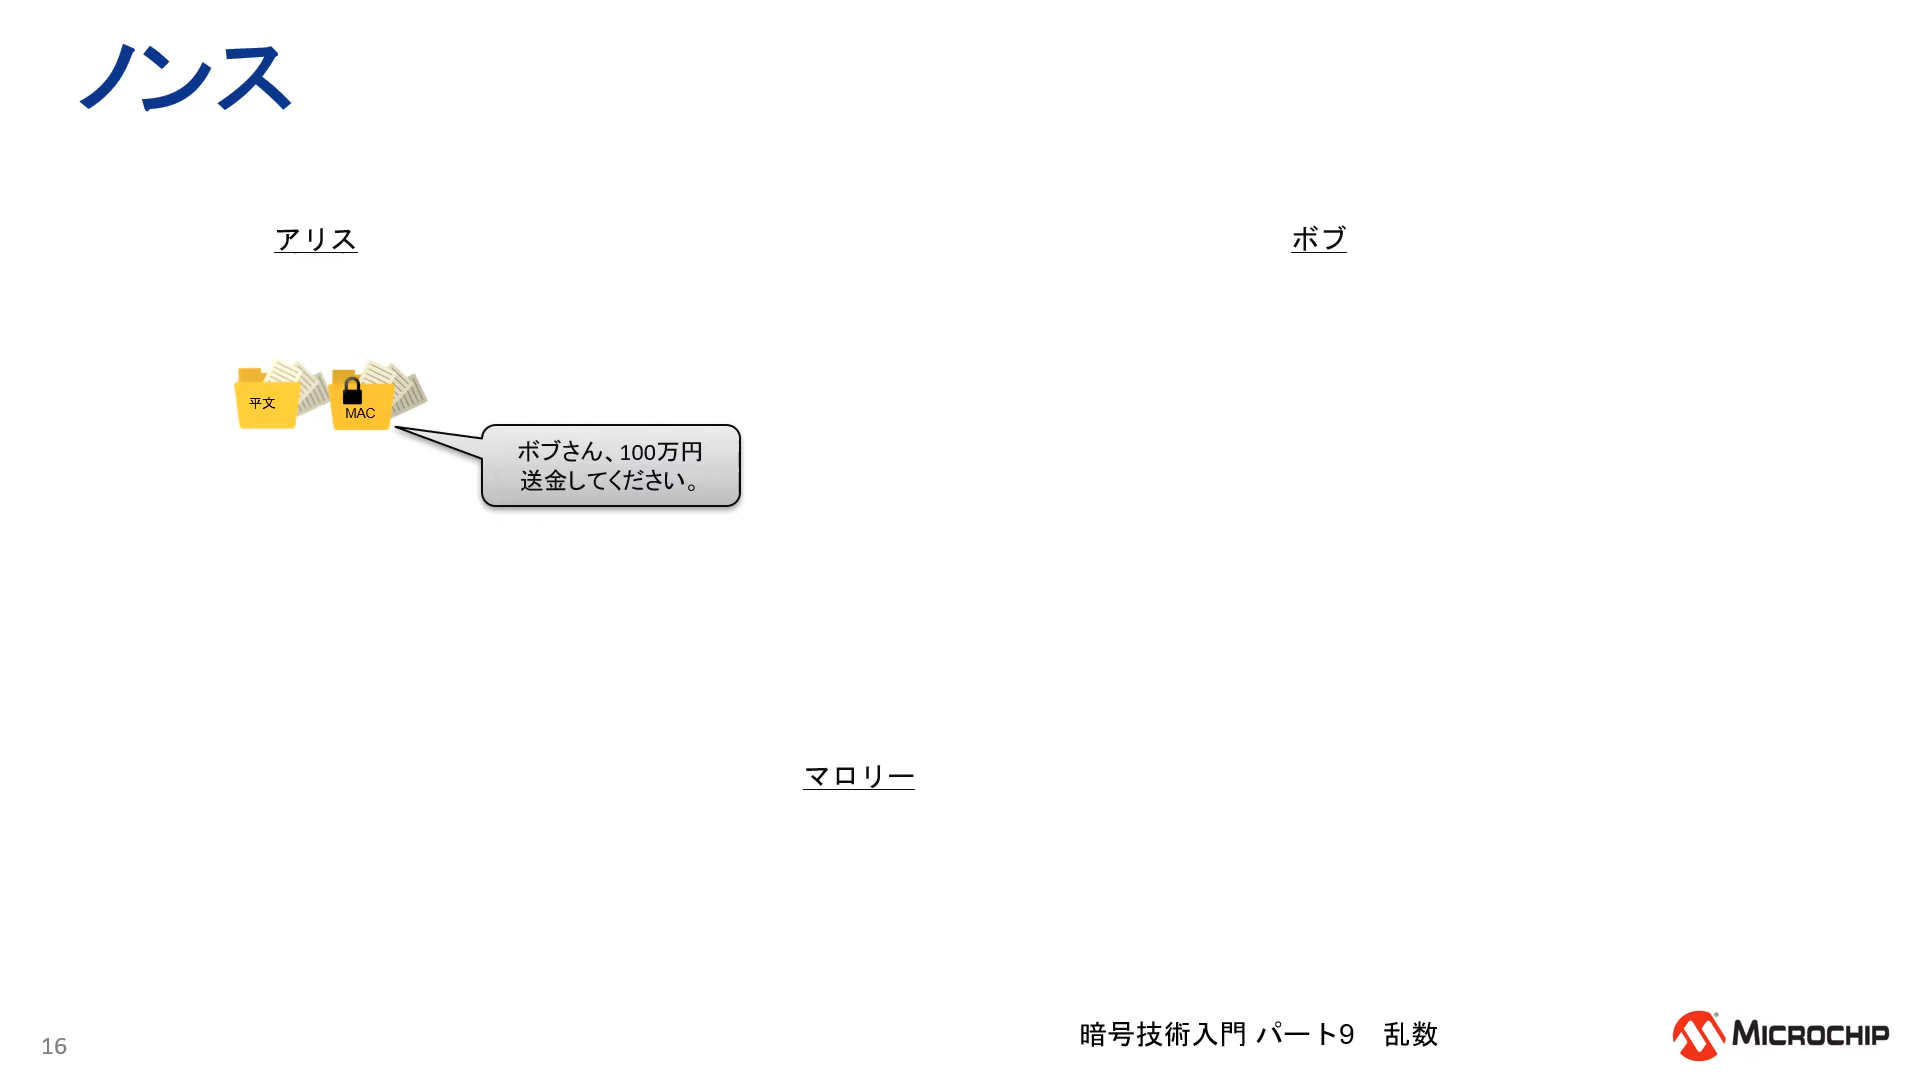 ノンス
アリス
ボブ
平文
MAC
ボブさん、100万円
送金してください。
マロリー
16
暗号技術入門 パート9　乱数
MICROCHIP